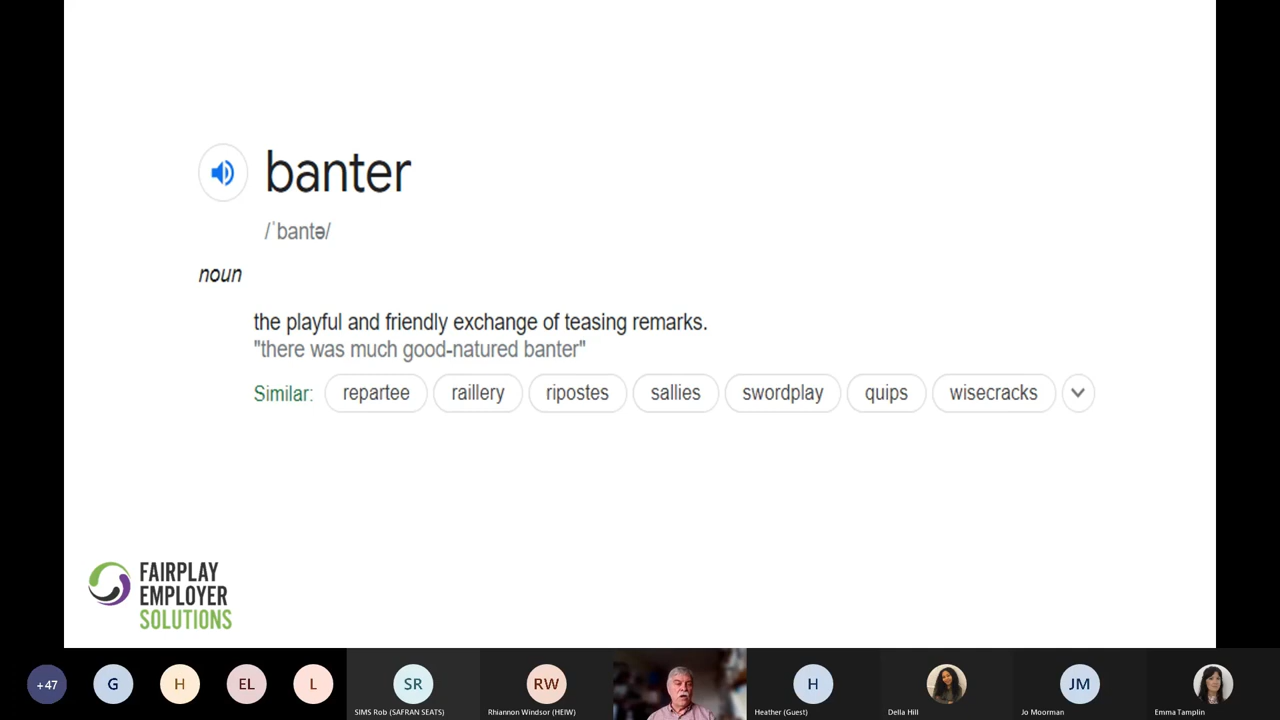 banter
/ˈbantə/
noun
the playful and friendly exchange of teasing remarks.
"there was much good-natured banter"
Similar: repartee raillery ripostes sallies swordplay quips wisecracks
FAIRPLAY
EMPLOYER
SOLUTIONS
+47 G H EL L SR RW H JM
SIMS Rob (SAFRAN SEATS) Rhiannon Windsor (HEIW) Heather (Guest) Della Hill Jo Moorman Emma Tamplin